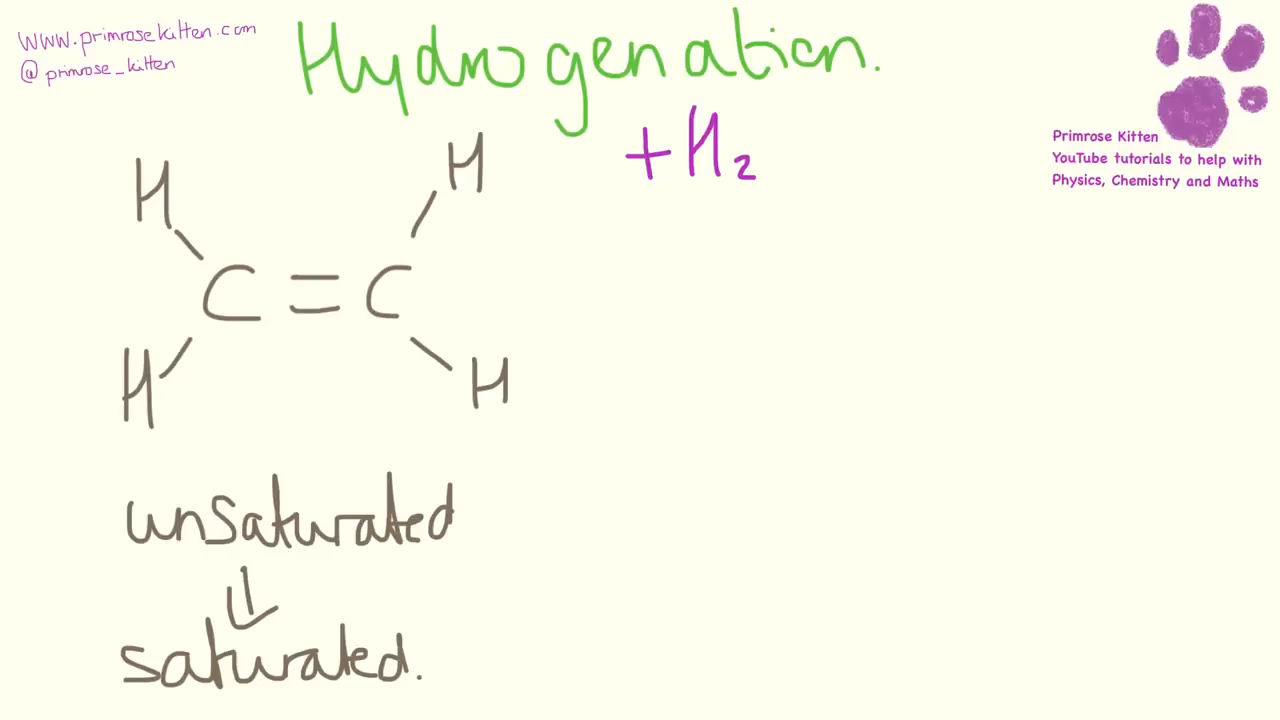 www.primrosekitten.com
@primrose_kitten
Hydrogenation.
+H₂
Primrose Kitten
YouTube tutorials to help with
Physics, Chemistry and Maths
H H
C = C
H H
unsaturated
saturated.